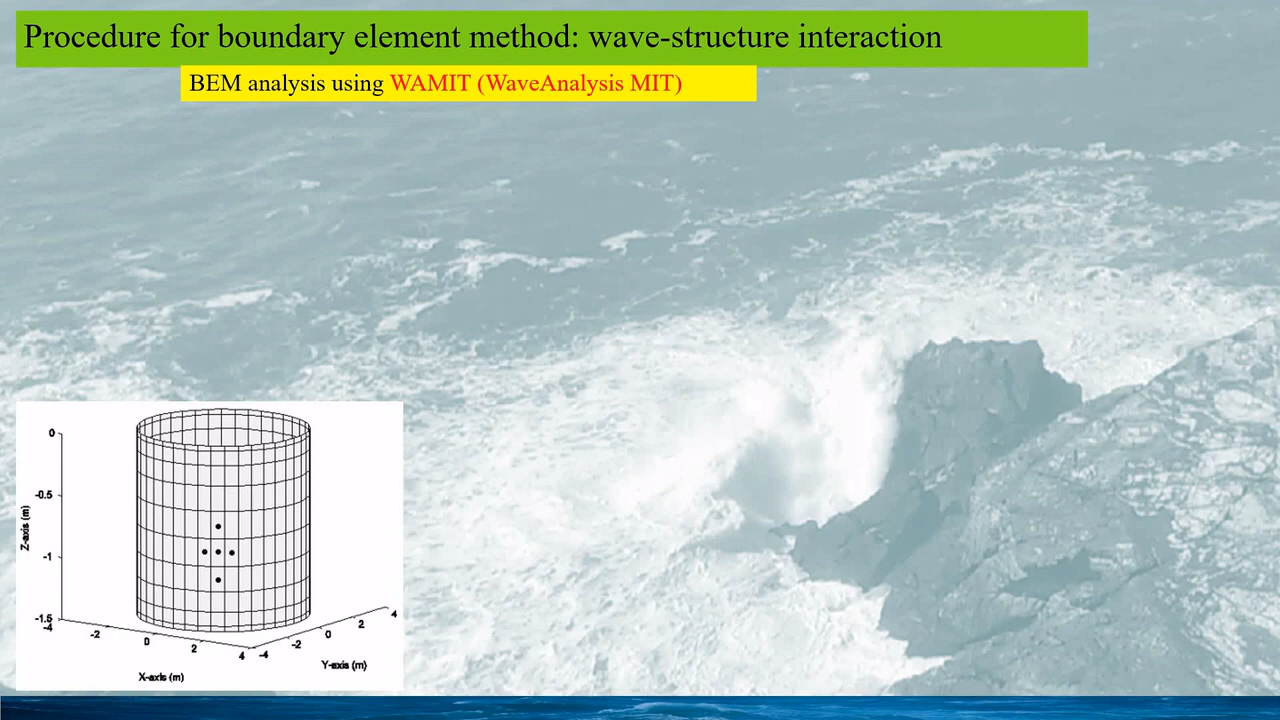 Procedure for boundary element method: wave-structure interaction
BEM analysis using WAMIT (WaveAnalysis MIT)
0
-0.5
-1
-1.5
Z-axis (m)
-4
-2
0
2
4
X-axis (m)
-4
-2
0
2
4
Y-axis (m)